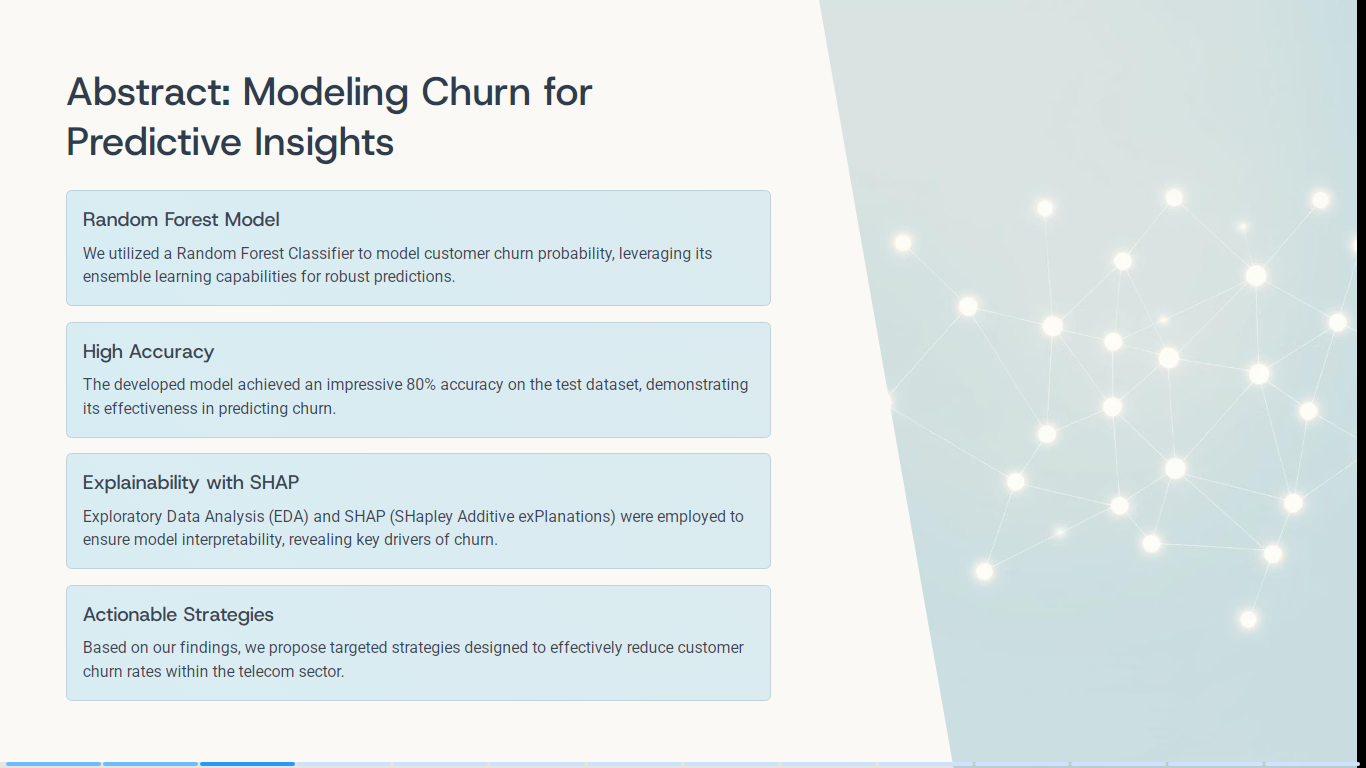 Abstract: Modeling Churn for
Predictive Insights
Random Forest Model
We utilized a Random Forest Classifier to model customer churn probability, leveraging its
ensemble learning capabilities for robust predictions.
High Accuracy
The developed model achieved an impressive 80% accuracy on the test dataset, demonstrating
its effectiveness in predicting churn.
Explainability with SHAP
Exploratory Data Analysis (EDA) and SHAP (SHapley Additive exPlanations) were employed to
ensure model interpretability, revealing key drivers of churn.
Actionable Strategies
Based on our findings, we propose targeted strategies designed to effectively reduce customer
churn rates within the telecom sector.